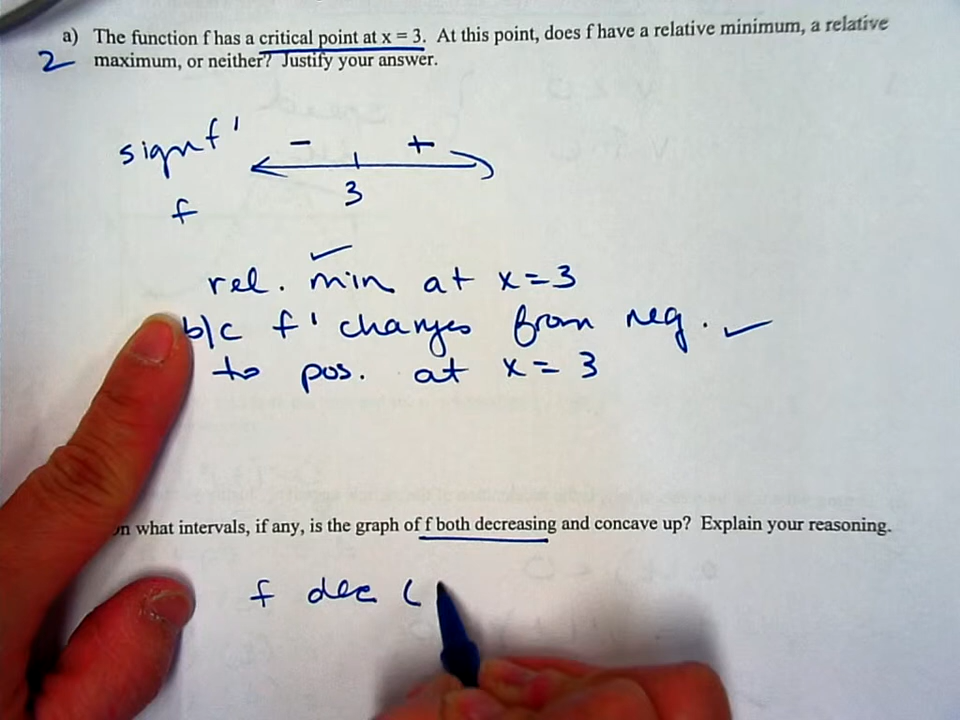 a) The function f has a critical point at x = 3. At this point, does f have a relative minimum, a relative
2 maximum, or neither? Justify your answer.
sign f'
- +
3
f
rel. min at x=3
b/c f' changes from neg.
to pos. at x = 3
what intervals, if any, is the graph of f both decreasing and concave up? Explain your reasoning.
f dec (